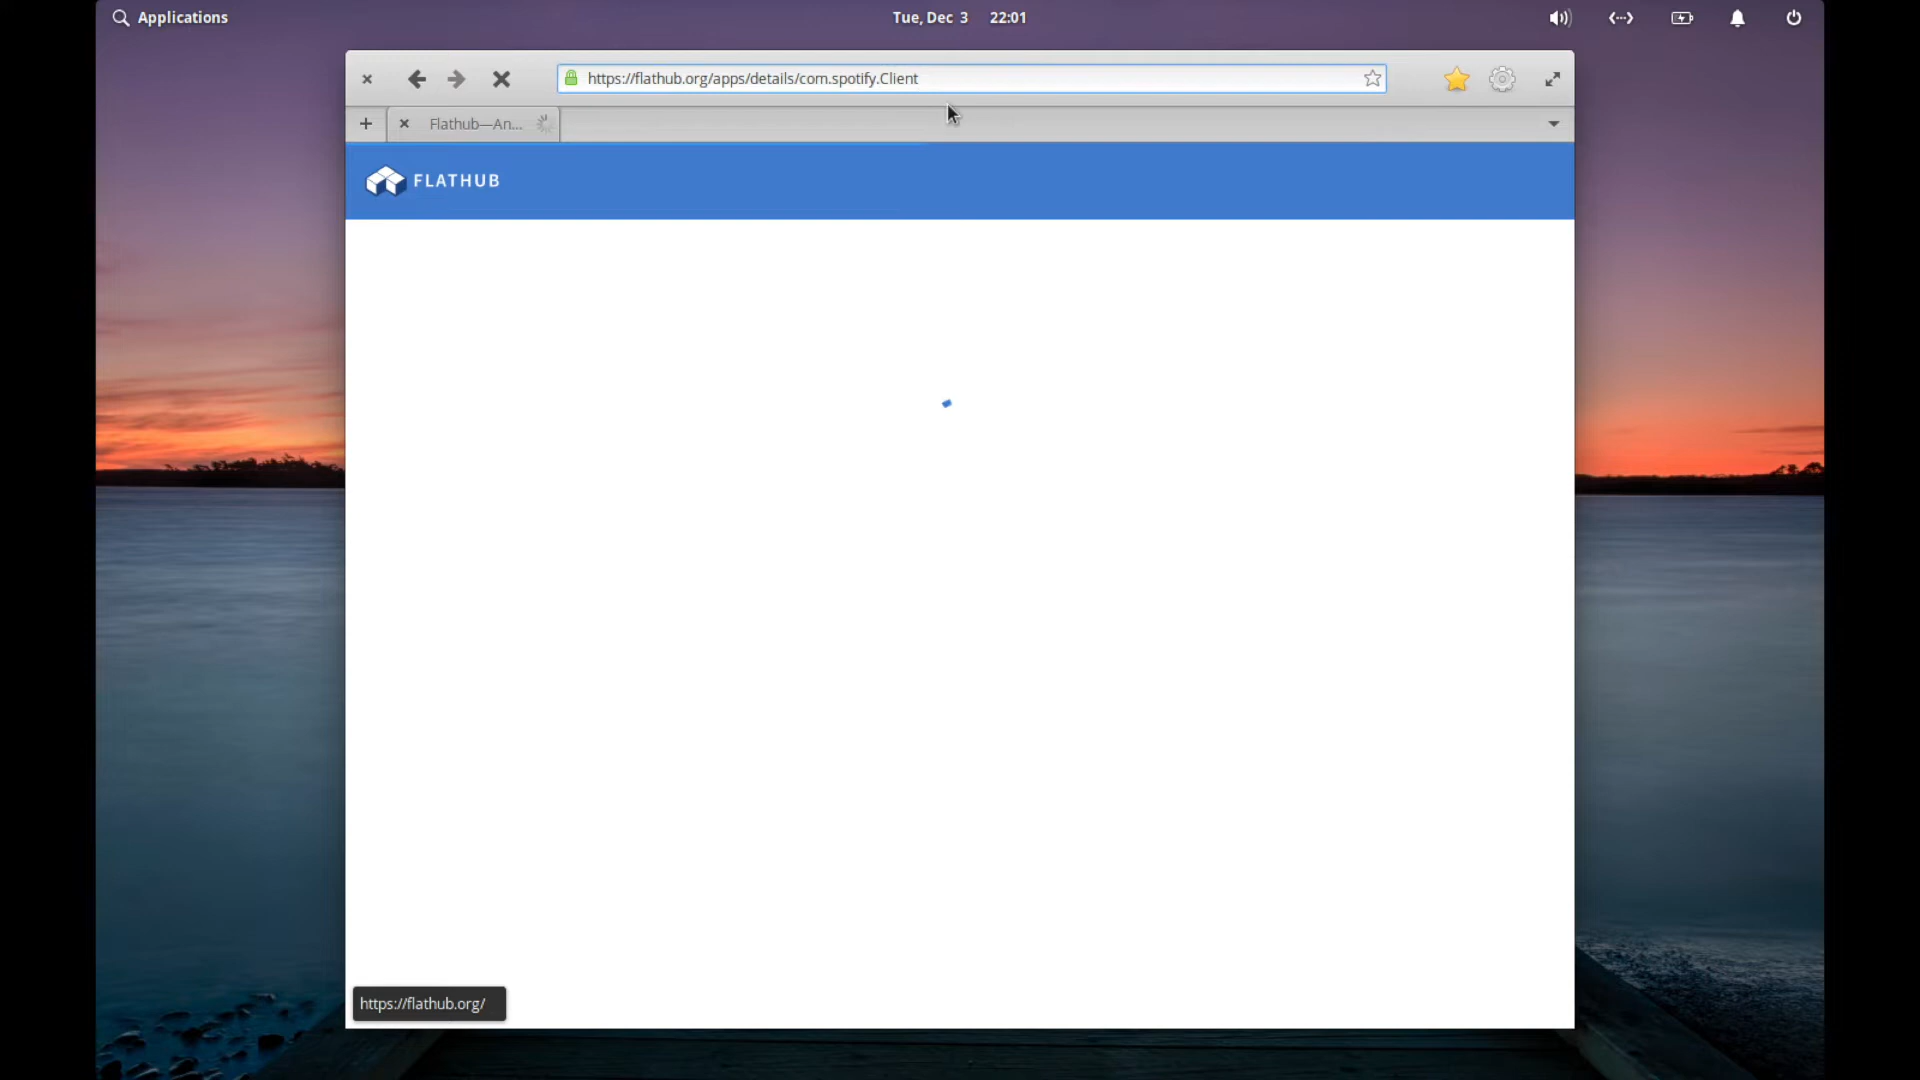 Applications
Tue, Dec 3 22:01
https://flathub.org/apps/details/com.spotify.Client
Flathub—An...
FLATHUB
https://flathub.org/